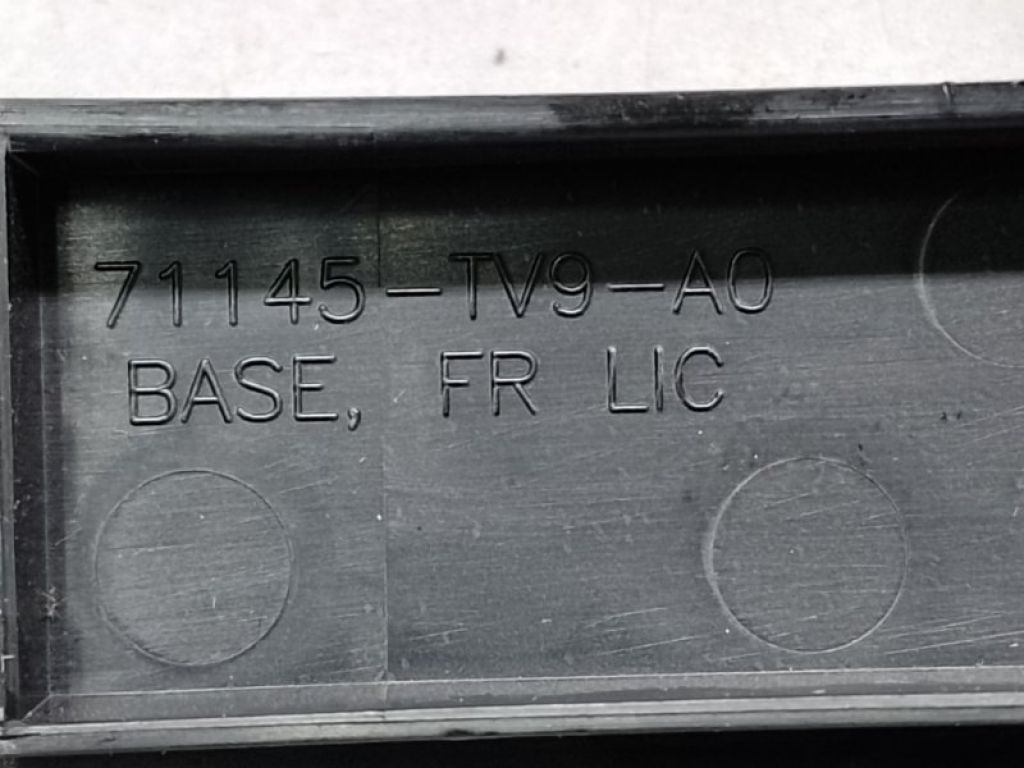 71145-TV9-A0
BASE, FR LIC